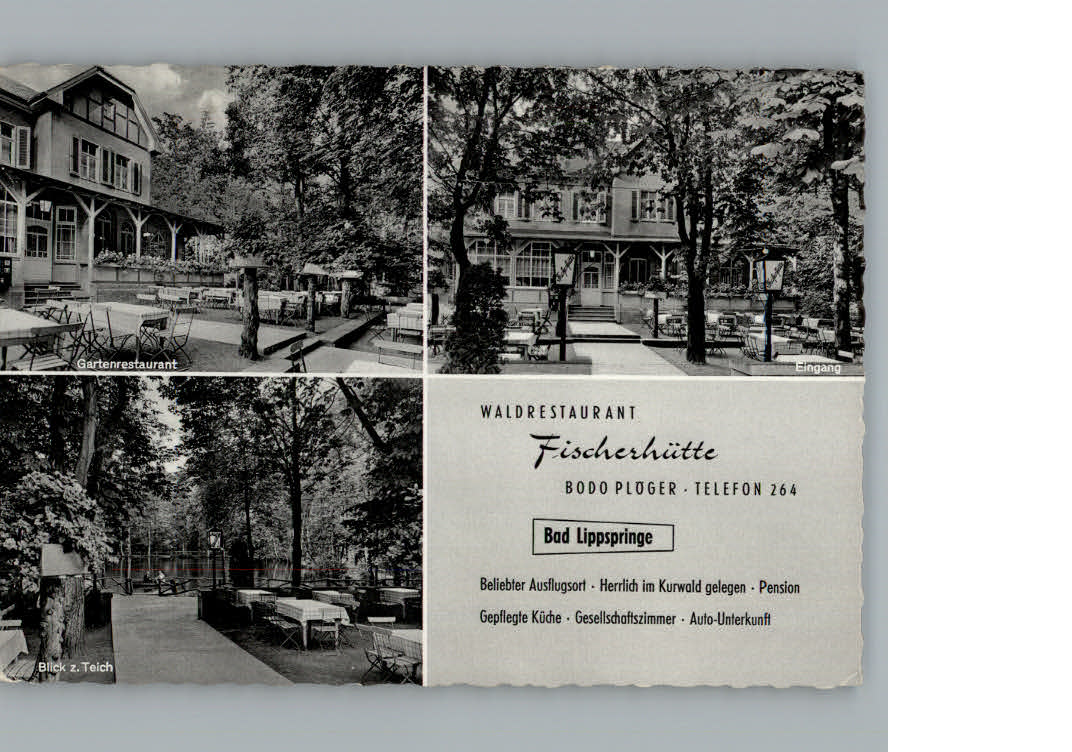 Gartenrestaurant
Eingang
Blick z. Teich
WALDRESTAURANT
Fischerhütte
BODO PLÖGER · TELEFON 264
Bad Lippspringe
Beliebter Ausflugsort · Herrlich im Kurwald gelegen · Pension
Gepflegte Küche · Gesellschaftszimmer · Auto-Unterkunft